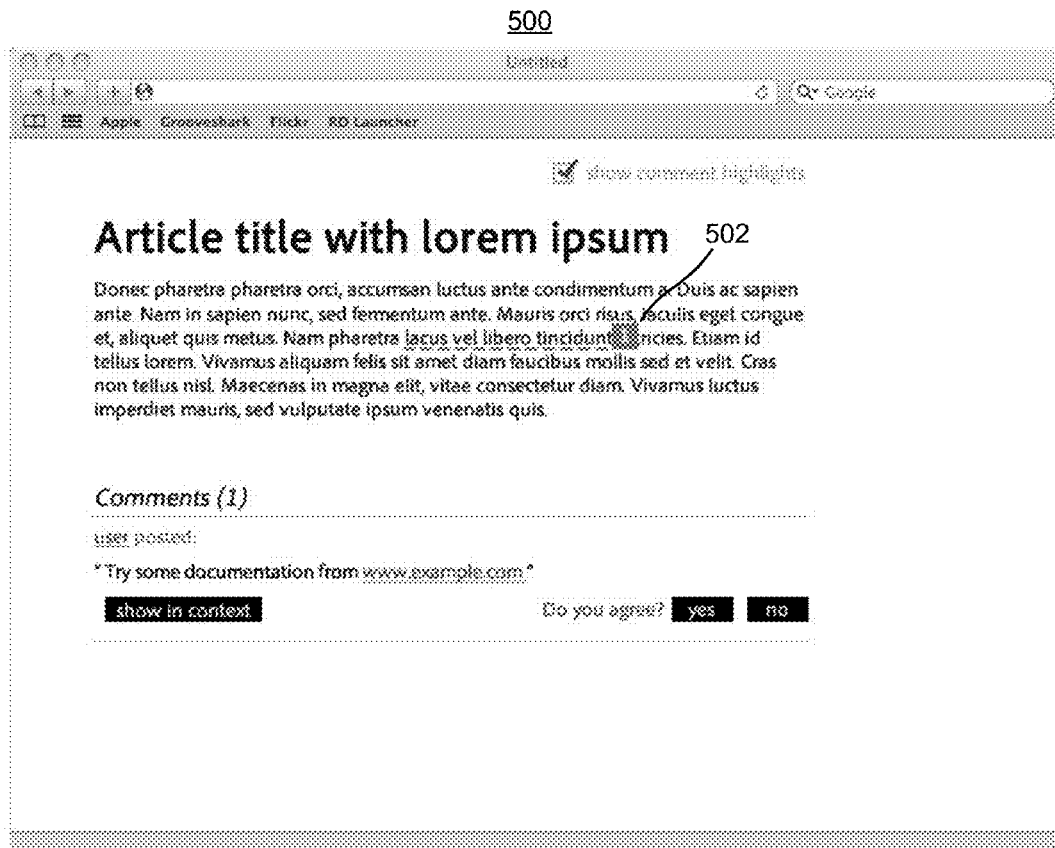 500
Untitled
Google
Apple Grooveshark Flickr RD Launcher
show comment highlights
Article title with lorem ipsum
502
Donec pharetra pharetra orci, accumsan luctus ante condimentum a. Duis ac sapien
ante. Nam in sapien nunc, sed fermentum ante. Mauris orci risus, iaculis eget congue
et, aliquet quis metus. Nam pharetra lacus vel libero tincidunt ricies. Etiam id
tellus lorem. Vivamus aliquam felis sit amet diam faucibus mollis sed et velit. Cras
non tellus nisl. Maecenas in magna elit, vitae consectetur diam. Vivamus luctus
imperdiet mauris, sed vulputate ipsum venenatis quis.
Comments (1)
user posted:
"Try some documentation from www.example.com"
show in context Do you agree? yes no